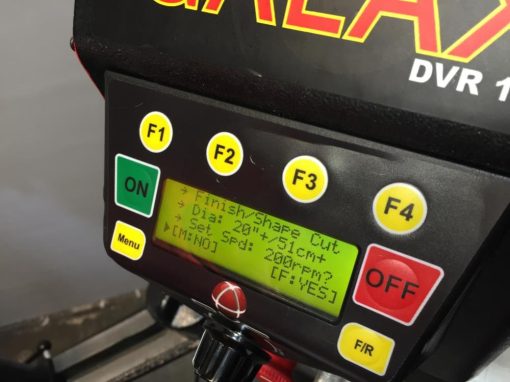 GALAX
DVR 1
F1
F2
F3
F4
ON
→ Finish/Shape Cut
→ Dia: 20"+/51cm+
→ Set Spd: 200rpm?
▶[M:NO] [F:YES]
OFF
Menu
F/R